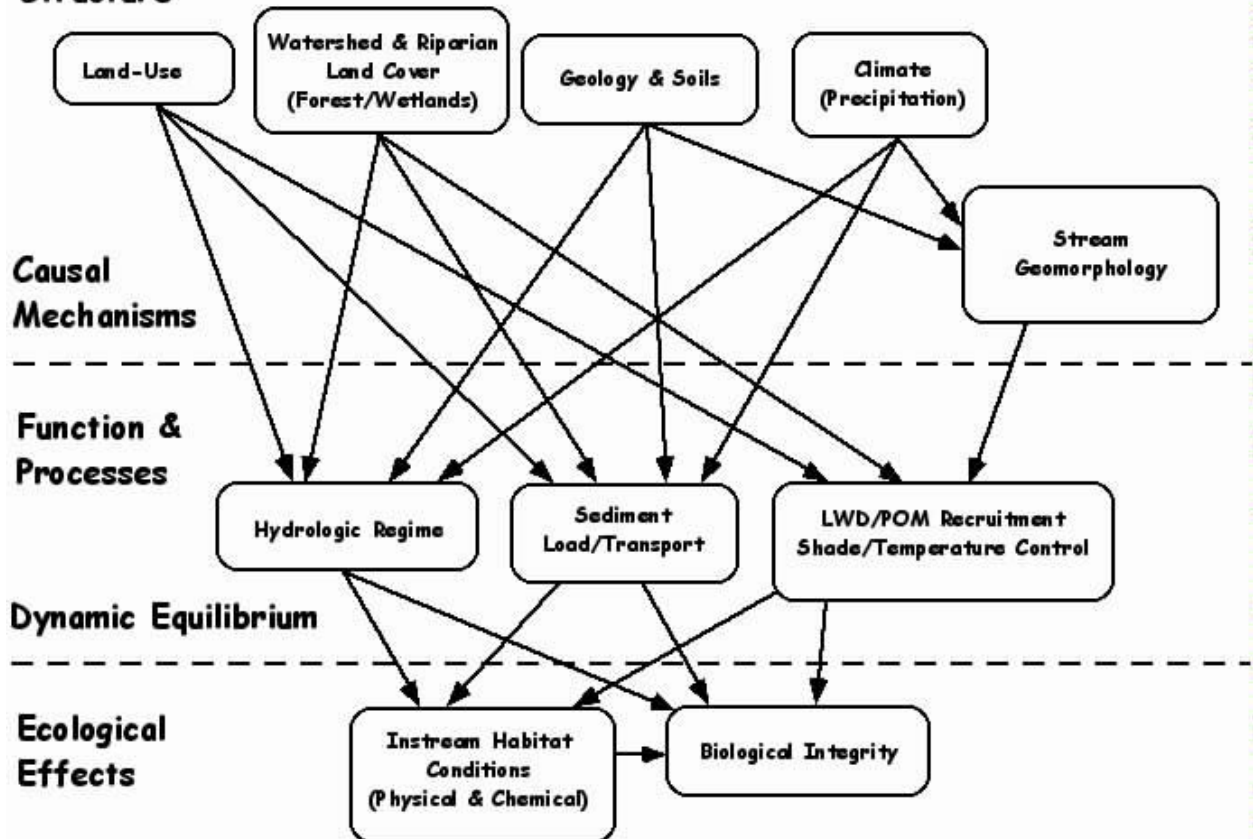 Land-Use
Watershed & Riparian
Land Cover
(Forest/Wetlands)
Geology & Soils
Climate
(Precipitation)
Stream
Geomorphology
Causal
Mechanisms
Function &
Processes
Hydrologic Regime
Sediment
Load/Transport
LWD/POM Recruitment
Shade/Temperature Control
Dynamic Equilibrium
Ecological
Effects
Instream Habitat
Conditions
(Physical & Chemical)
Biological Integrity